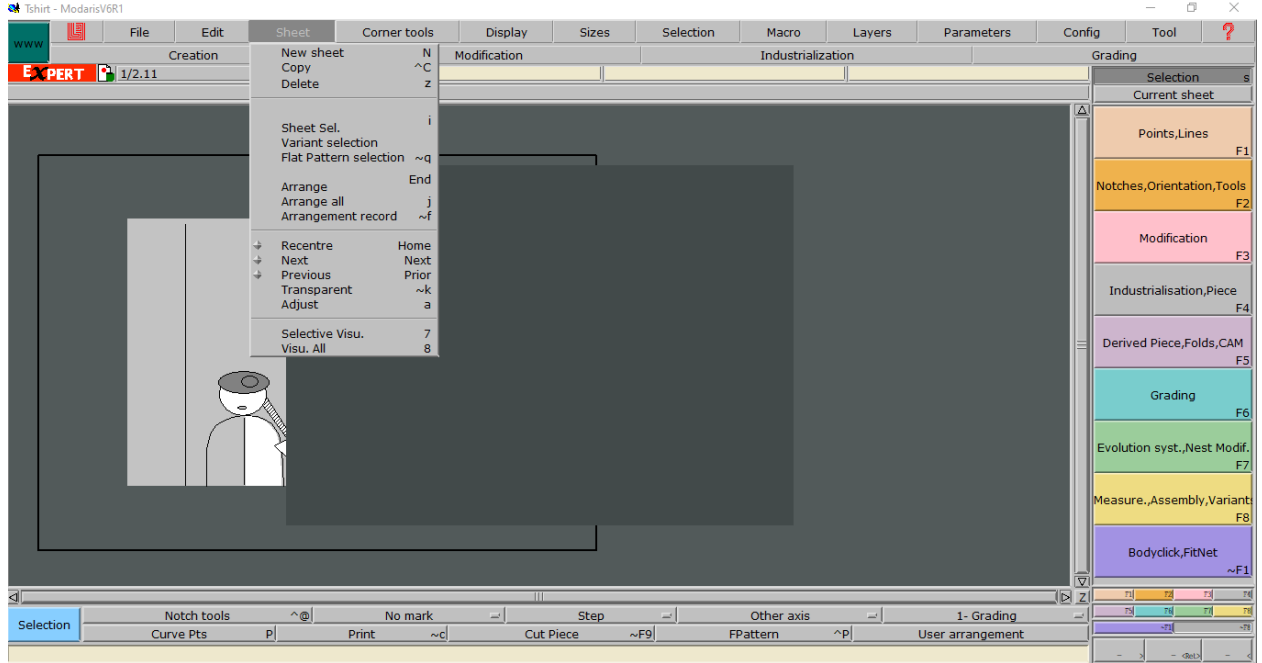 Tshirt - ModarisV6R1
www File Edit Sheet Corner tools Display Sizes Selection Macro Layers Parameters Config Tool ?
Creation Modification Industrialization Grading
EXPERT 1/2.11
Selection s
Current sheet
New sheet N
Copy ^C
Delete z
i
Sheet Sel.
Variant selection
Flat Pattern selection ~q
End
Arrange
Arrange all j
Arrangement record ~f
Recentre Home
Next Next
Previous Prior
Transparent ~k
Adjust a
Selective Visu. 7
Visu. All 8
Points,Lines
F1
Notches,Orientation,Tools
F2
Modification
F3
Industrialisation,Piece
F4
Derived Piece,Folds,CAM
F5
Grading
F6
Evolution syst.,Nest Modif.
F7
Measure.,Assembly,Variants
F8
Bodyclick,FitNet
~F1
Z
Selection
Notch tools ^@ No mark Step Other axis 1- Grading
Curve Pts P Print ~c Cut Piece ~F9 FPattern ^P User arrangement
- > - <Ret> - <